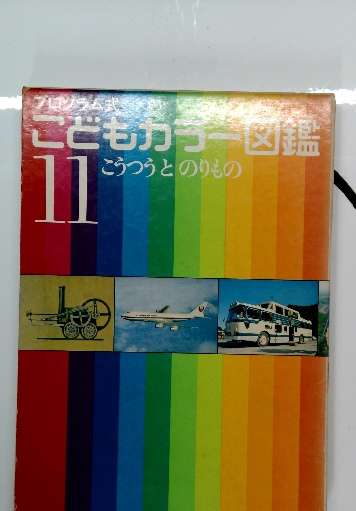 プログラム式
こどもカラー図鑑
11
こうつうと のりもの